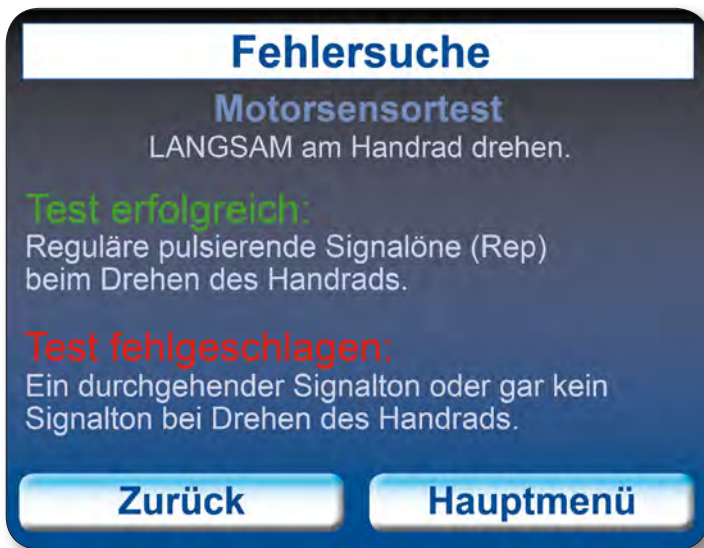 Fehlersuche
Motorsensortest
LANGSAM am Handrad drehen.
Test erfolgreich:
Reguläre pulsierende Signalöne (Rep)
beim Drehen des Handrads.
Test fehlgeschlagen:
Ein durchgehender Signalton oder gar kein
Signalton bei Drehen des Handrads.
Zurück
Hauptmenü